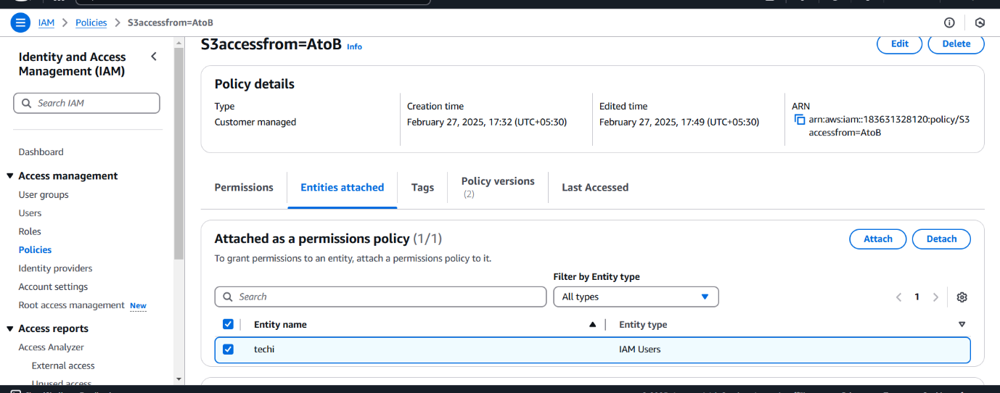 IAM > Policies > S3accessfrom=AtoB
Identity and Access
Management (IAM)
Search IAM
Dashboard
Access management
User groups
Users
Roles
Policies
Identity providers
Account settings
Root access management New
Access reports
Access Analyzer
External access
Unused access
S3accessfrom=AtoB Info
Edit
Delete
Policy details
Type
Customer managed
Creation time
February 27, 2025, 17:32 (UTC+05:30)
Edited time
February 27, 2025, 17:49 (UTC+05:30)
ARN
arn:aws:iam::183631328120:policy/S3
accessfrom=AtoB
Permissions
Entities attached
Tags
Policy versions
(2)
Last Accessed
Attached as a permissions policy (1/1)
Attach
Detach
To grant permissions to an entity, attach a permissions policy to it.
Filter by Entity type
Search
All types
1
Entity name
Entity type
techi
IAM Users